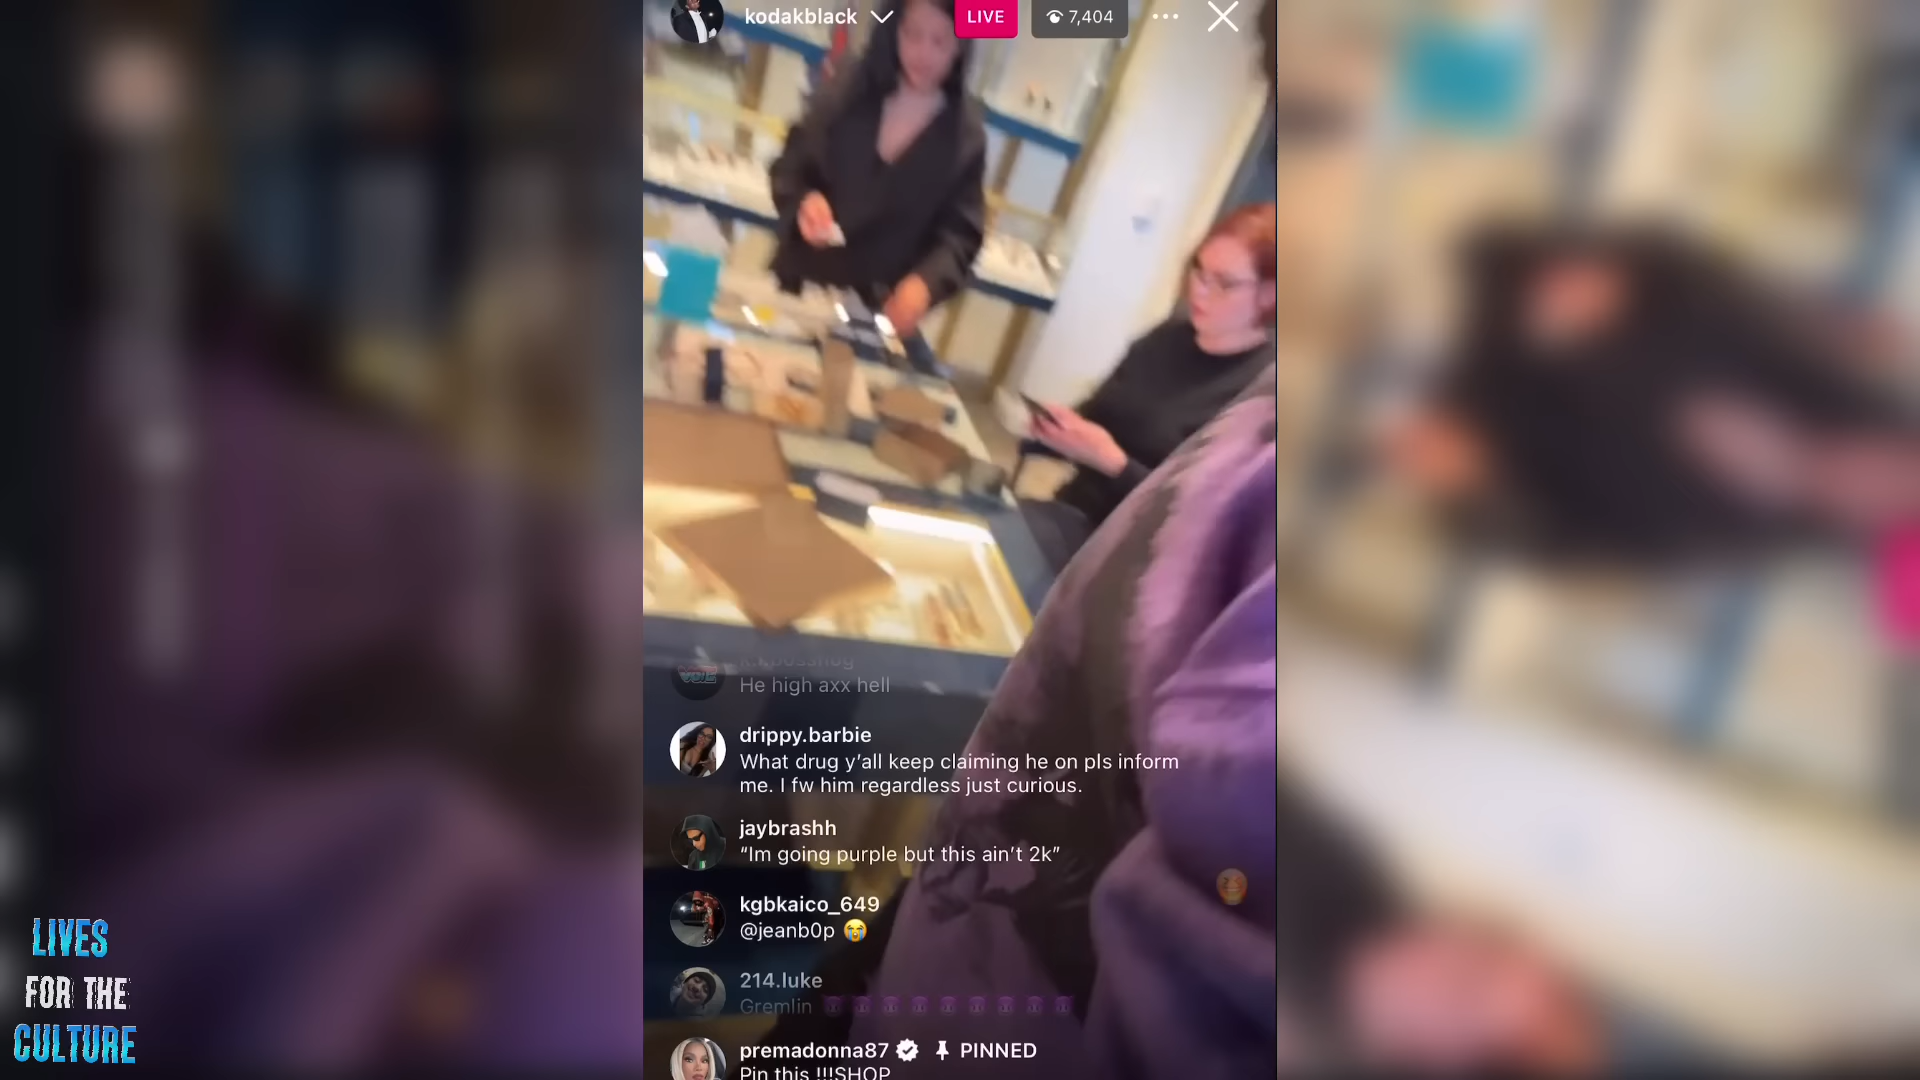 kodakblack
LIVE
7,404
He high axx hell
drippy.barbie
What drug y’all keep claiming he on pls inform
me. I fw him regardless just curious.
jaybrashh
“Im going purple but this ain’t 2k”
kgbkaico_649
@jeanb0p 😭
214.luke
Gremlin
premadonna87 PINNED
Pin this !!!SHOP
LIVES
FOR THE
CULTURE